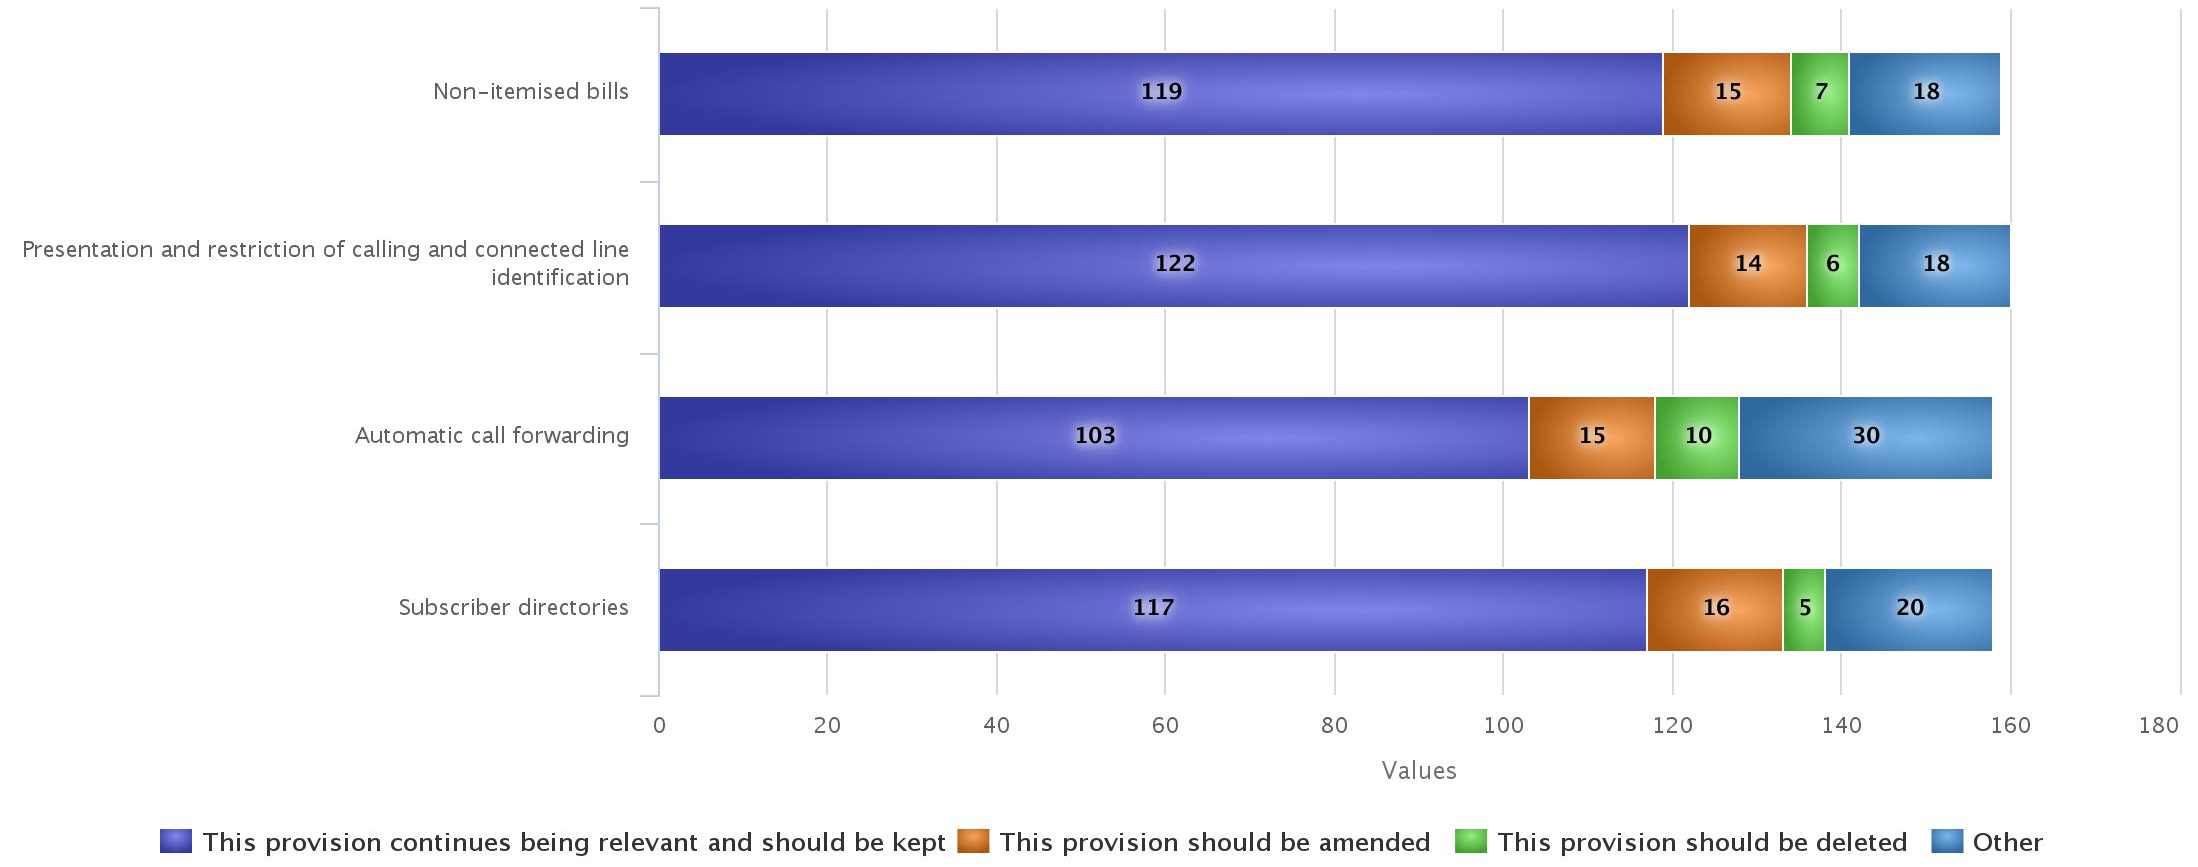 Non-itemised bills
119 15 7 18
Presentation and restriction of calling and connected line
identification
122 14 6 18
Automatic call forwarding
103 15 10 30
Subscriber directories
117 16 5 20
0 20 40 60 80 100 120 140 160 180
Values
This provision continues being relevant and should be kept This provision should be amended This provision should be deleted Other